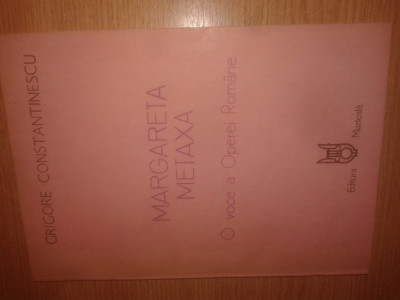 GRIGORE CONSTANTINESCU
MARGARETA
METAXA
O voce a Operei Române
Editura Muzicală